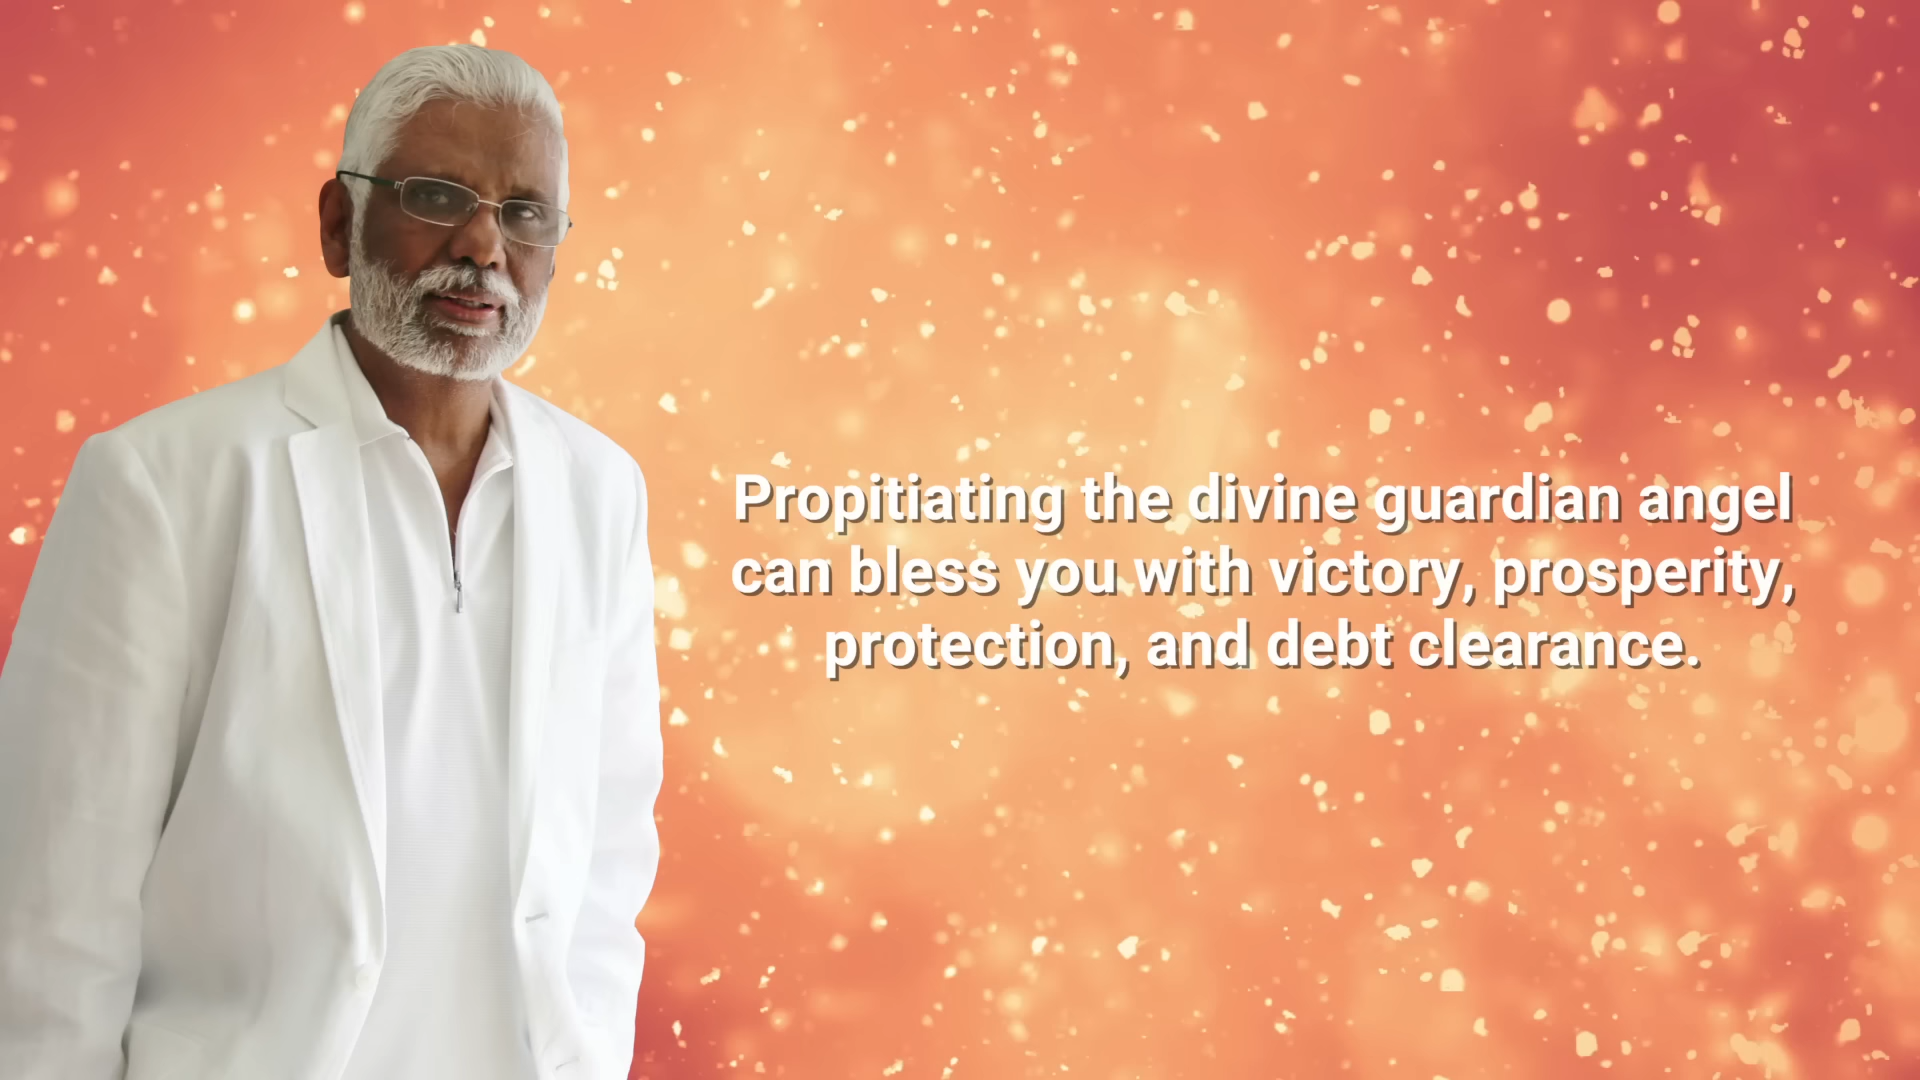 Propitiating the divine guardian angel
can bless you with victory, prosperity,
protection, and debt clearance.